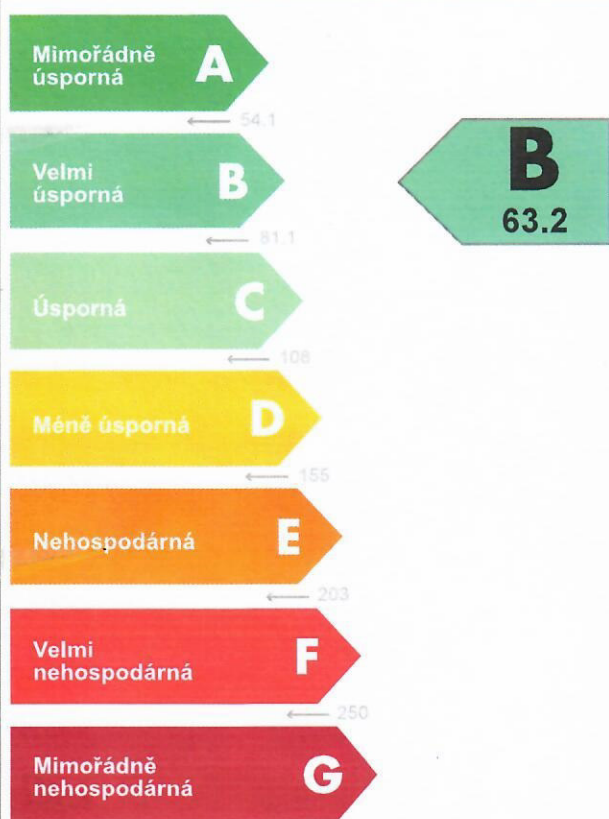 Mimořádně
úsporná
A
54.1
Velmi
úsporná
B
81.1
B
63.2
Úsporná
C
108
Méně úsporná
D
155
Nehospodárná
E
203
Velmi
nehospodárná
F
250
Mimořádně
nehospodárná
G